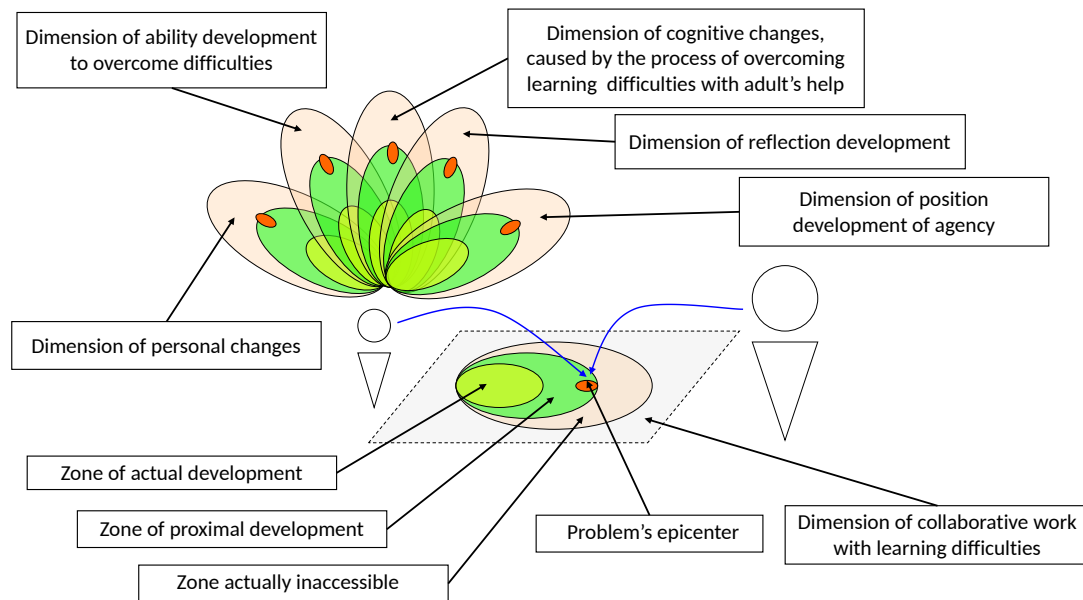 Dimension of ability development
to overcome difficulties
Dimension of cognitive changes,
caused by the process of overcoming
learning difficulties with adult's help
Dimension of reflection development
Dimension of position
development of agency
Dimension of personal changes
Zone of actual development
Zone of proximal development
Zone actually inaccessible
Problem's epicenter
Dimension of collaborative work
with learning difficulties